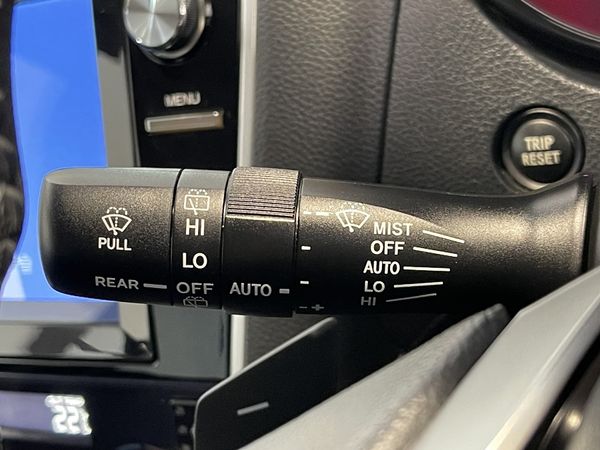 MENU
TRIP
RESET
PULL
REAR
HI
LO
OFF
AUTO
- +
MIST
OFF
AUTO
LO
HI